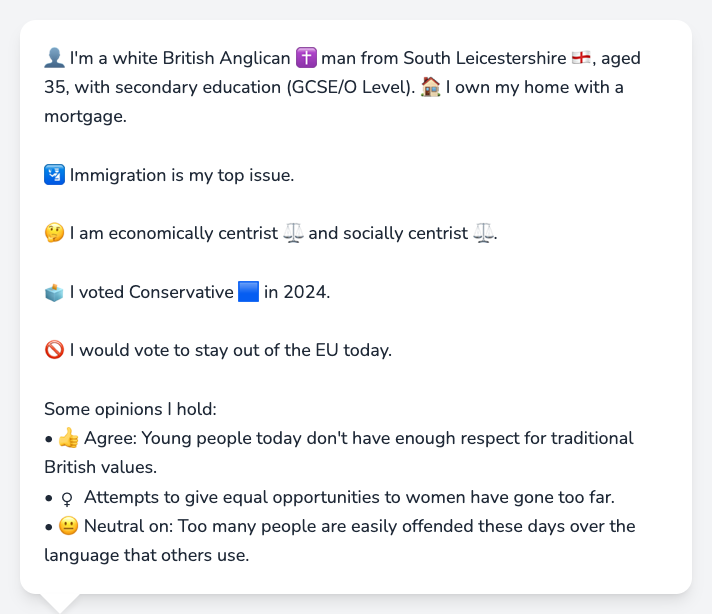 👤 I'm a white British Anglican ✝️ man from South Leicestershire 🏴󠁧󠁢󠁥󠁮󠁧󠁿, aged
35, with secondary education (GCSE/O Level). 🏠 I own my home with a
mortgage.
🛂 Immigration is my top issue.
🤔 I am economically centrist ⚖️ and socially centrist ⚖️.
🗳️ I voted Conservative 🟦 in 2024.
🚫 I would vote to stay out of the EU today.
Some opinions I hold:
• 👍 Agree: Young people today don't have enough respect for traditional
British values.
• ♀ Attempts to give equal opportunities to women have gone too far.
• 😐 Neutral on: Too many people are easily offended these days over the
language that others use.